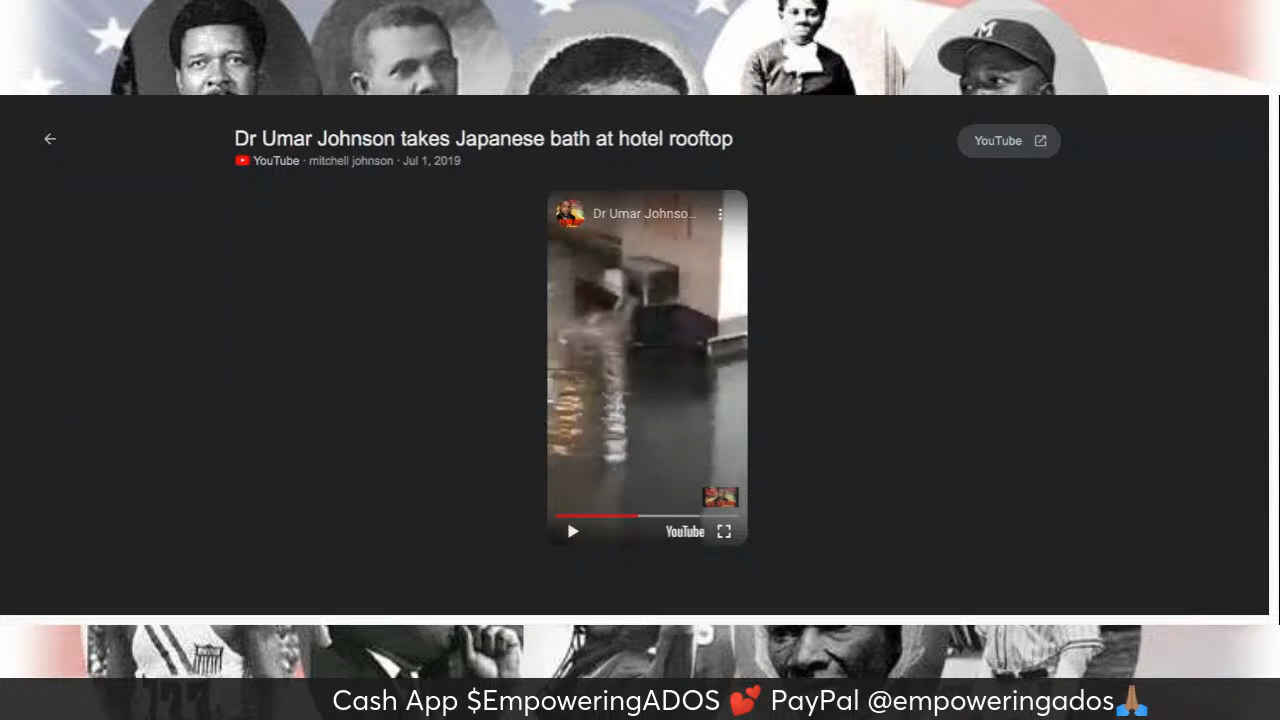 M
Dr Umar Johnson takes Japanese bath at hotel rooftop
YouTube
YouTube · mitchell johnson · Jul 1, 2019
Dr Umar Johnso...
YouTube
Cash App $EmpoweringADOS 💕 PayPal @empoweringados🙏🏽